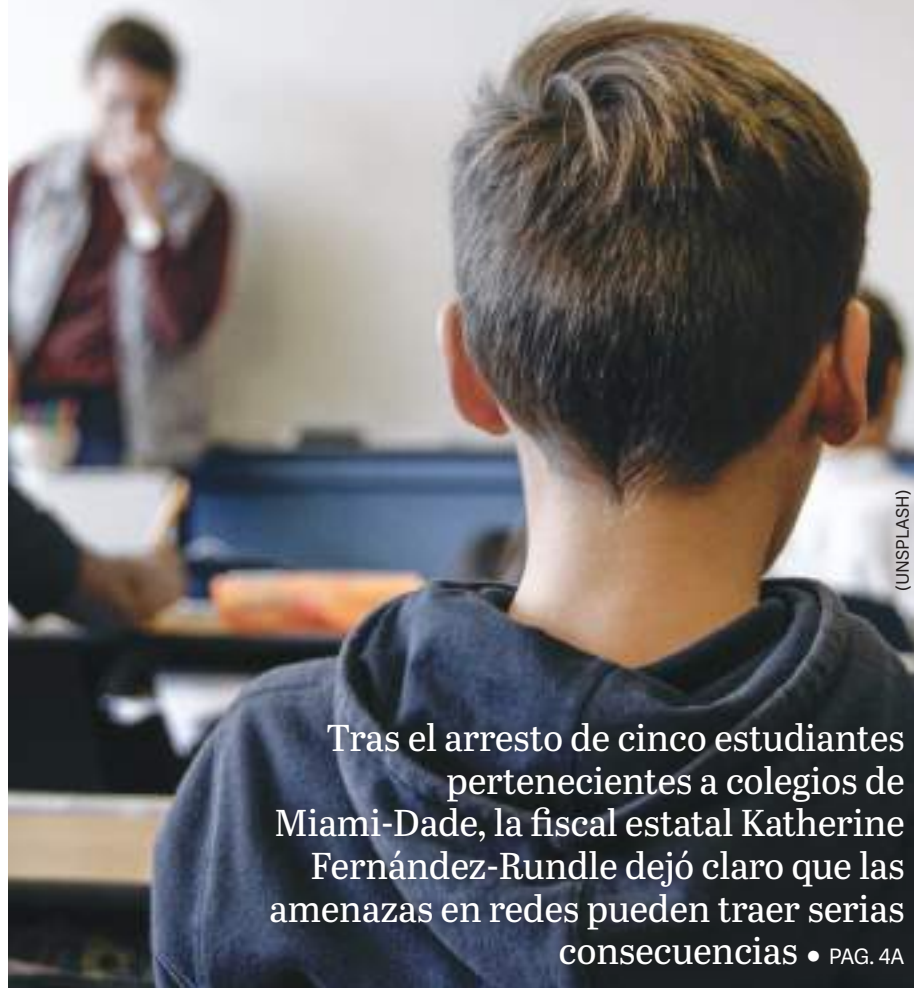 (UNSPLASH)
Tras el arresto de cinco estudiantes
pertenecientes a colegios de
Miami-Dade, la fiscal estatal Katherine
Fernández-Rundle dejó claro que las
amenazas en redes pueden traer serias
consecuencias • PAG. 4A